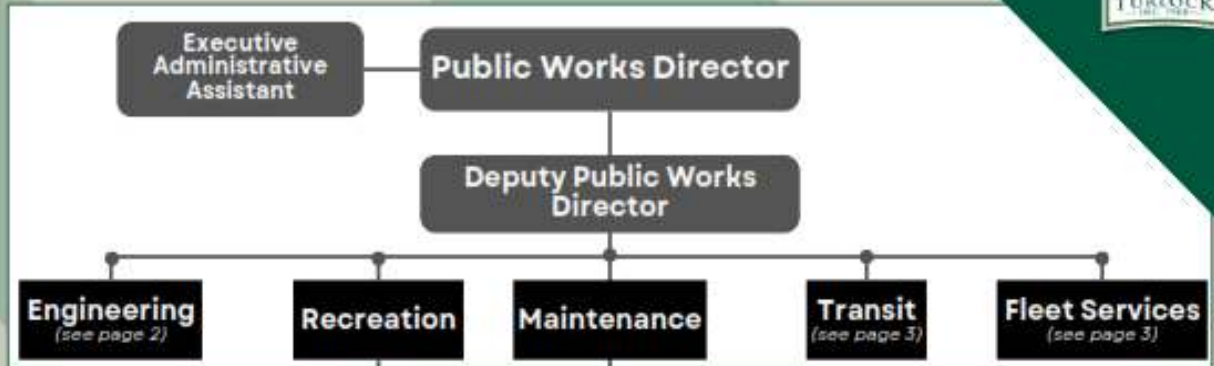 TURLOCK
Executive
Administrative
Assistant
Public Works Director
Deputy Public Works
Director
Engineering
(see page 2)
Recreation
Maintenance
Transit
(see page 3)
Fleet Services
(see page 3)